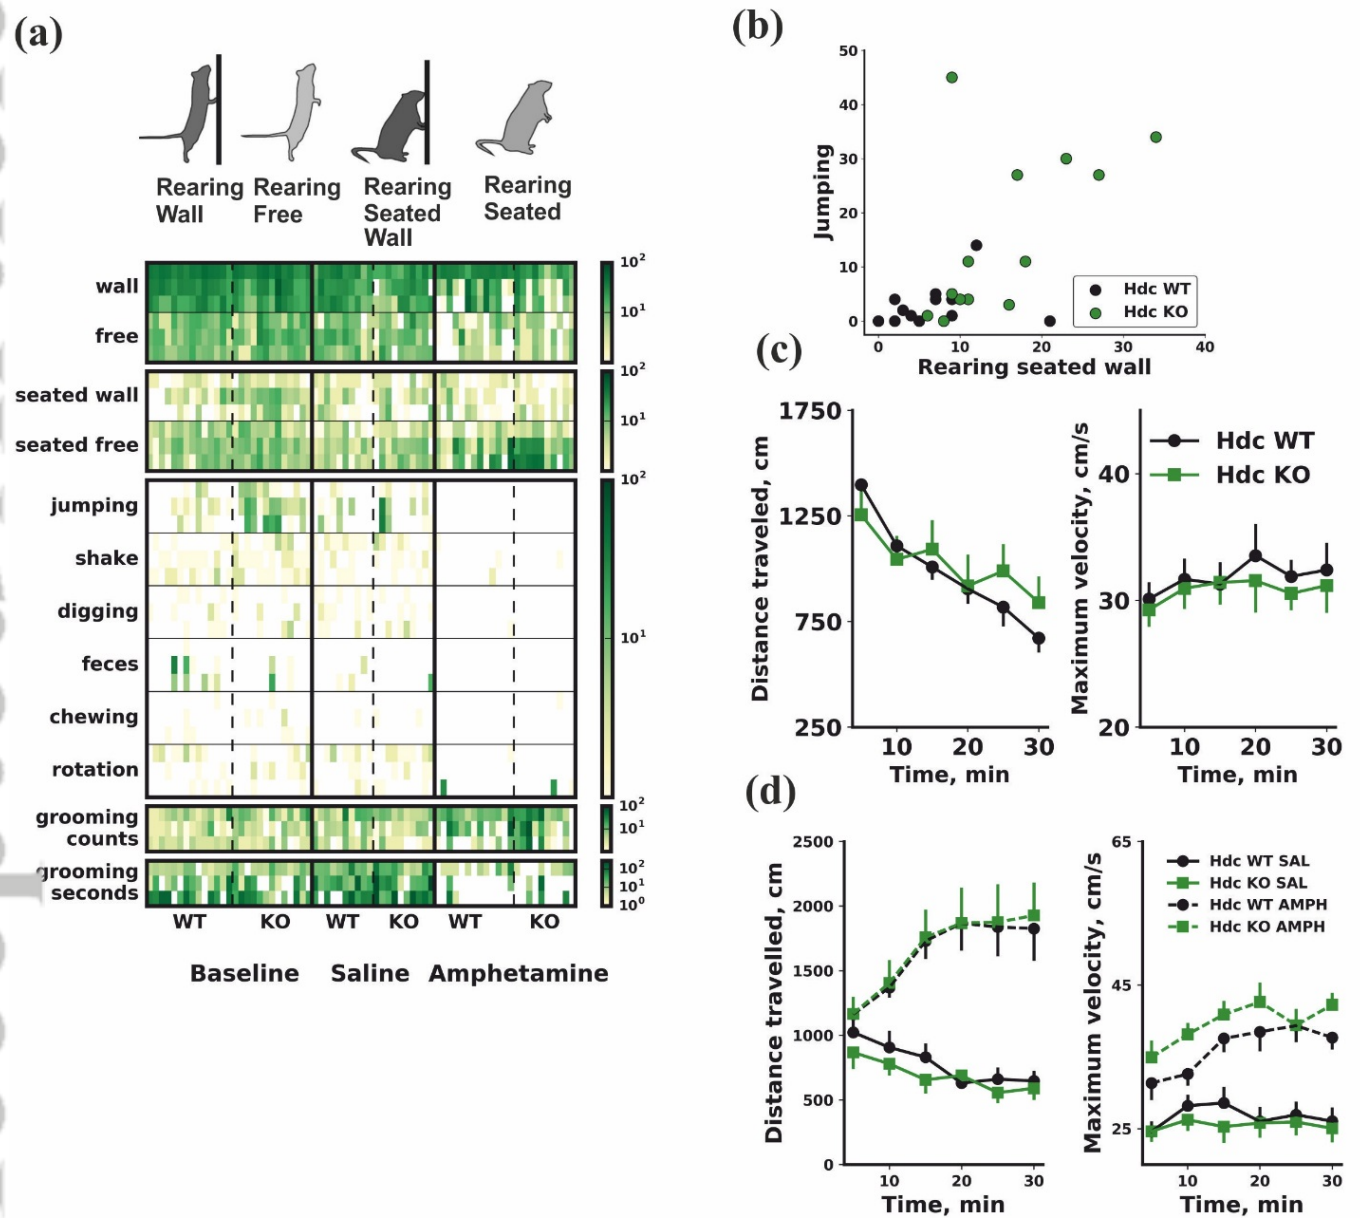 (a)
Rearing Wall
Rearing Free
Rearing Seated Wall
Rearing Seated
wall
free
seated wall
seated free
jumping
shake
digging
feces
chewing
rotation
grooming counts
grooming seconds
10²
10¹
10²
10¹
10²
10¹
10²
10¹
10²
10¹
10⁰
WT
KO
WT
KO
WT
KO
Baseline
Saline
Amphetamine
(b)
Jumping
50
40
30
20
10
0
0
10
20
30
40
Rearing seated wall
Hdc WT
Hdc KO
(c)
Distance traveled, cm
1750
1250
750
250
10
20
30
Time, min
Maximum velocity, cm/s
40
30
20
10
20
30
Time, min
Hdc WT
Hdc KO
(d)
Distance travelled, cm
2500
2000
1500
1000
500
0
10
20
30
Time, min
Maximum velocity, cm/s
65
45
25
10
20
30
Time, min
Hdc WT SAL
Hdc KO SAL
Hdc WT AMPH
Hdc KO AMPH